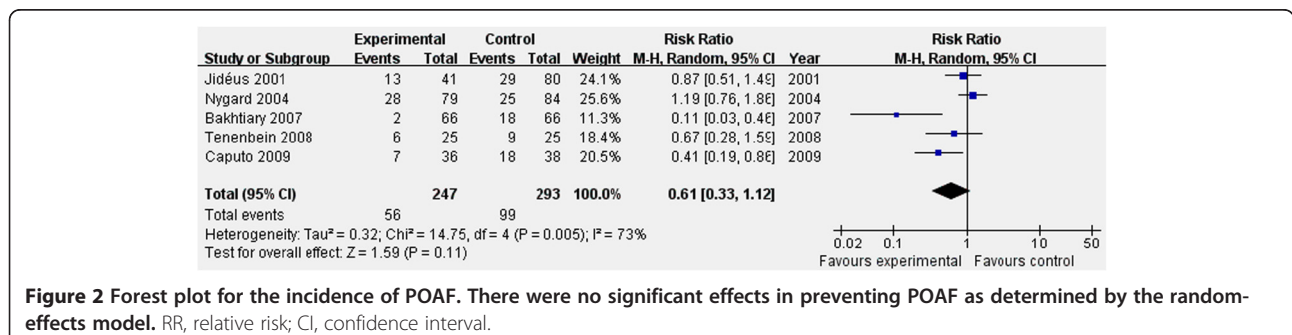 Experimental Control Risk Ratio Risk Ratio
Study or Subgroup Events Total Events Total Weight M-H, Random, 95% CI Year M-H, Random, 95% CI
Jidéus 2001 13 41 29 80 24.1% 0.87 [0.51, 1.49] 2001
Nygard 2004 28 79 25 84 25.6% 1.19 [0.76, 1.86] 2004
Bakhtiary 2007 2 66 18 66 11.3% 0.11 [0.03, 0.46] 2007
Tenenbein 2008 6 25 9 25 18.4% 0.67 [0.28, 1.59] 2008
Caputo 2009 7 36 18 38 20.5% 0.41 [0.19, 0.86] 2009
Total (95% CI) 247 293 100.0% 0.61 [0.33, 1.12]
Total events 56 99
Heterogeneity: Tau² = 0.32; Chi² = 14.75, df = 4 (P = 0.005); I² = 73%
Test for overall effect: Z = 1.59 (P = 0.11)
0.02 0.1 1 10 50
Favours experimental Favours control
Figure 2 Forest plot for the incidence of POAF. There were no significant effects in preventing POAF as determined by the random-
effects model. RR, relative risk; CI, confidence interval.